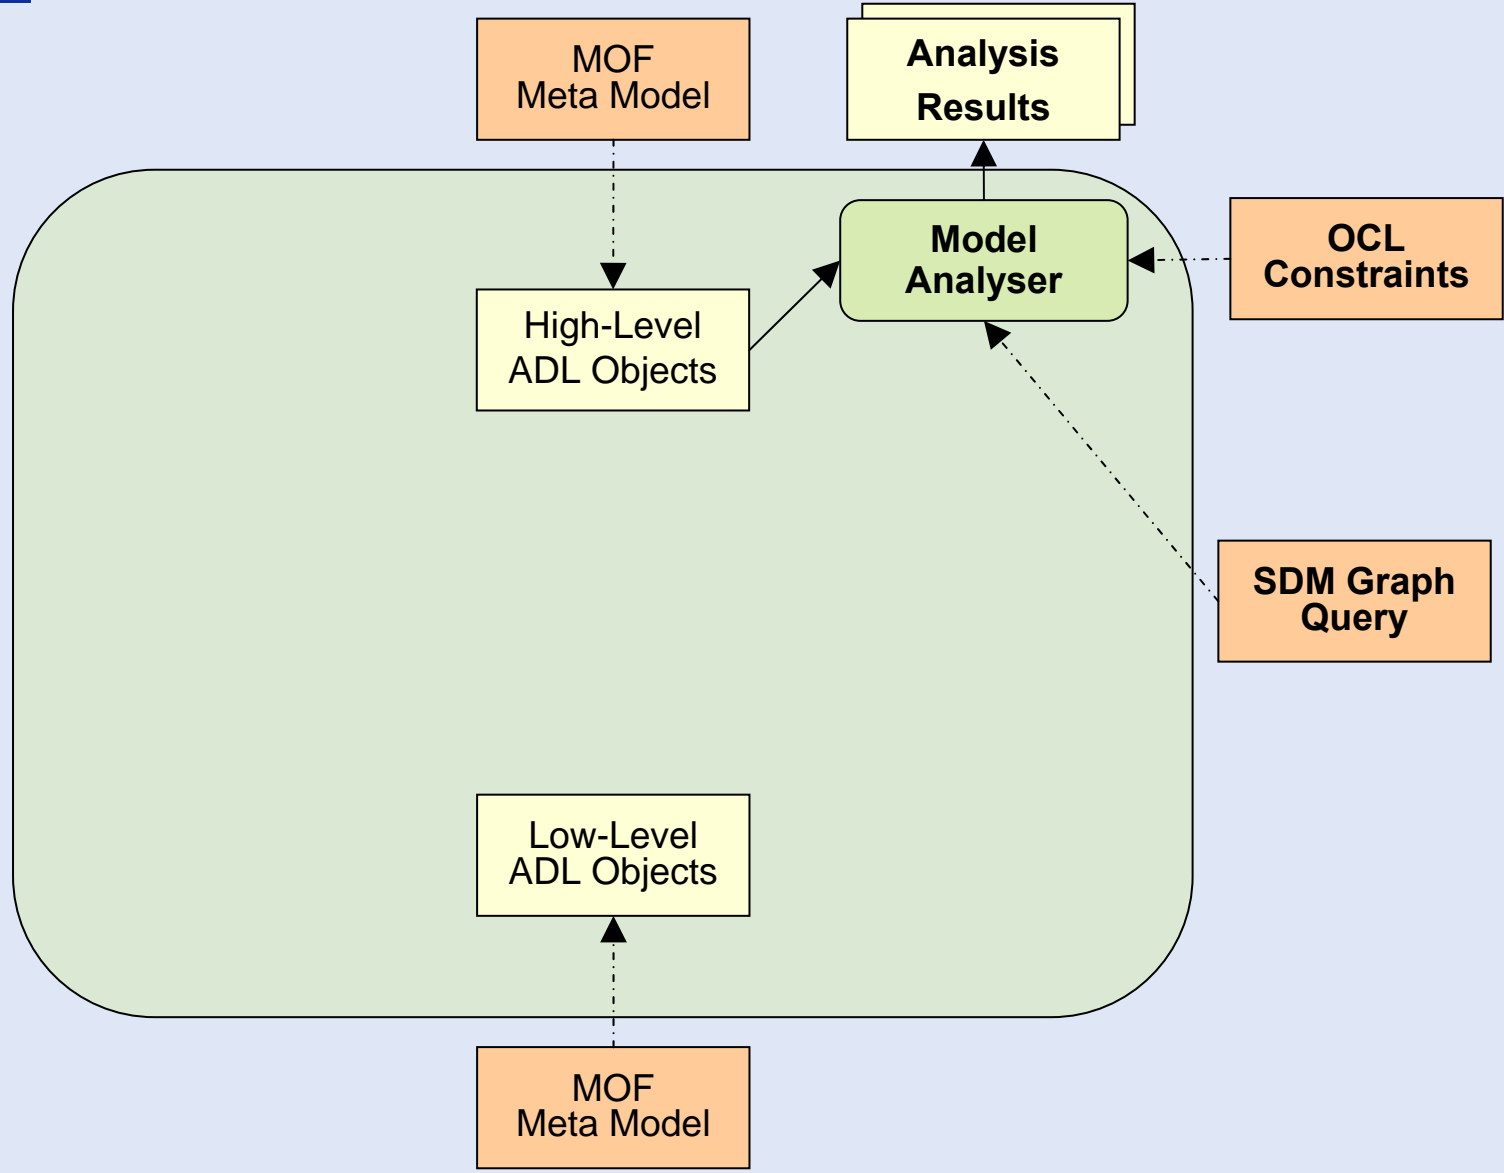 MOF
Meta Model
Analysis
Results
Model
Analyser
OCL
Constraints
High-Level
ADL Objects
SDM Graph
Query
Low-Level
ADL Objects
MOF
Meta Model